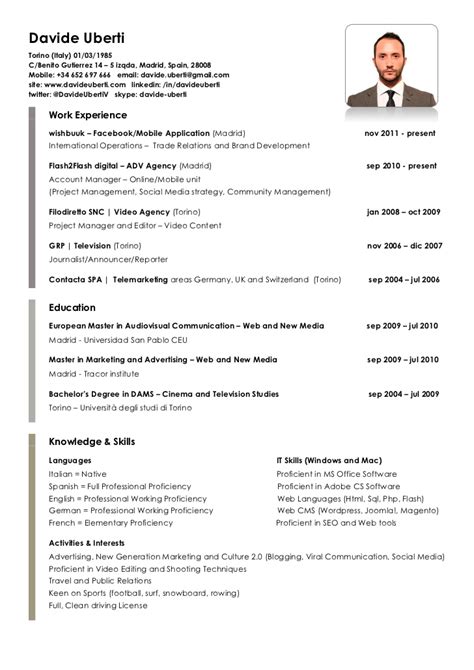 Davide Uberti
Torino (Italy) 01/03/1985
C/Benito Gutierrez 14 – 5 Izqda, Madrid, Spain, 28008
Mobile: +34 652 697 666   email: davide.uberti@gmail.com
site: www.davideuberti.com   linkedin: /in/davideuberti
twitter: @DavideUbertiV   skype: davide-uberti
Work Experience
wishbuuk – Facebook/Mobile Application (Madrid) nov 2011 - present
International Operations – Trade Relations and Brand Development
Flash2Flash digital – ADV Agency (Madrid) sep 2010 - present
Account Manager – Online/Mobile unit
(Project Management, Social Media strategy, Community Management)
Filodiretto SNC | Video Agency (Torino) jan 2008 – oct 2009
Project Manager and Editor – Video Content
GRP | Television (Torino) nov 2006 – dic 2007
Journalist/Announcer/Reporter
Contacta SPA | Telemarketing areas Germany, UK and Switzerland (Torino) sep 2004 – jul 2006
Education
European Master in Audiovisual Communication – Web and New Media sep 2009 – jul 2010
Madrid - Universidad San Pablo CEU
Master in Marketing and Advertising – Web and New Media sep 2009 – jul 2010
Madrid - Tracor institute
Bachelor's Degree in DAMS – Cinema and Television Studies sep 2004 – jul 2009
Torino – Università degli studi di Torino
Knowledge & Skills
Languages
Italian = Native
Spanish = Full Professional Proficiency
English = Professional Working Proficiency
German = Professional Working Proficiency
French = Elementary Proficiency
IT Skills (Windows and Mac)
Proficient in MS Office Software
Proficient in Adobe CS Software
Web Languages (Html, Sql, Php, Flash)
Web CMS (Wordpress, Joomla!, Magento)
Proficient in SEO and Web tools
Activities & Interests
Advertising, New Generation Marketing and Culture 2.0 (Blogging, Viral Communication, Social Media)
Proficient in Video Editing and Shooting Techniques
Travel and Public Relations
Keen on Sports (football, surf, snowboard, rowing)
Full, Clean driving License